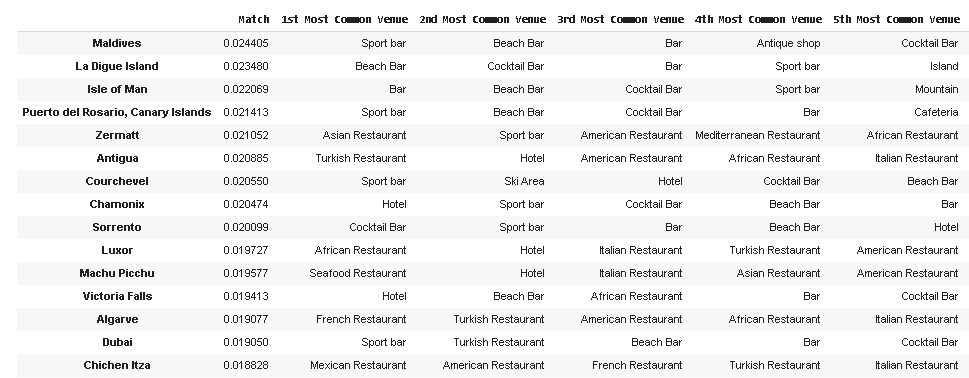 Match 1st Most Common Venue 2nd Most Common Venue 3rd Most Common Venue 4th Most Common Venue 5th Most Common Venue
Maldives 0.024405 Sport bar Beach Bar Bar Antique shop Cocktail Bar
La Digue Island 0.023480 Beach Bar Cocktail Bar Bar Sport bar Island
Isle of Man 0.022069 Bar Beach Bar Cocktail Bar Sport bar Mountain
Puerto del Rosario, Canary Islands 0.021413 Sport bar Beach Bar Cocktail Bar Bar Cafeteria
Zermatt 0.021052 Asian Restaurant Sport bar American Restaurant Mediterranean Restaurant African Restaurant
Antigua 0.020885 Turkish Restaurant Hotel American Restaurant African Restaurant Italian Restaurant
Courchevel 0.020550 Sport bar Ski Area Hotel Cocktail Bar Beach Bar
Chamonix 0.020474 Hotel Sport bar Cocktail Bar Beach Bar Bar
Sorrento 0.020099 Cocktail Bar Sport bar Bar Beach Bar Hotel
Luxor 0.019727 African Restaurant Hotel Italian Restaurant Turkish Restaurant American Restaurant
Machu Picchu 0.019577 Seafood Restaurant Hotel Italian Restaurant Asian Restaurant American Restaurant
Victoria Falls 0.019413 Hotel Beach Bar African Restaurant Bar Cocktail Bar
Algarve 0.019077 French Restaurant Turkish Restaurant American Restaurant African Restaurant Italian Restaurant
Dubai 0.019050 Sport bar Turkish Restaurant Beach Bar Bar Cocktail Bar
Chichen Itza 0.018828 Mexican Restaurant American Restaurant French Restaurant Turkish Restaurant Italian Restaurant